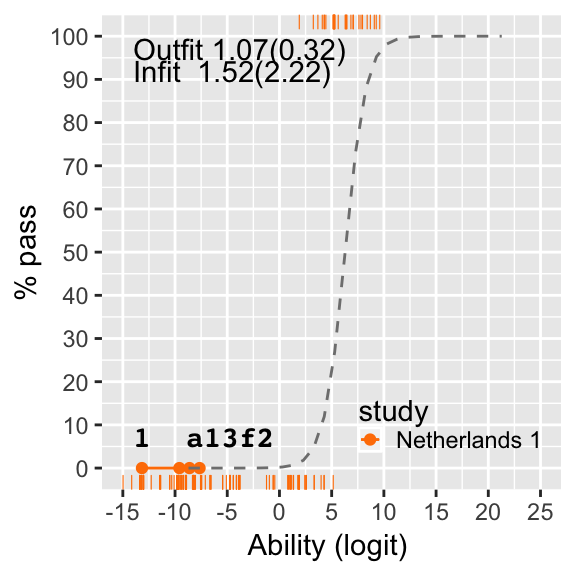 Outfit 1.07(0.32)
Infit  1.52(2.22)
100
90
80
70
60
50
40
30
20
10
0
% pass
1  a13f2
study
Netherlands 1
-15 -10 -5 0 5 10 15 20 25
Ability (logit)